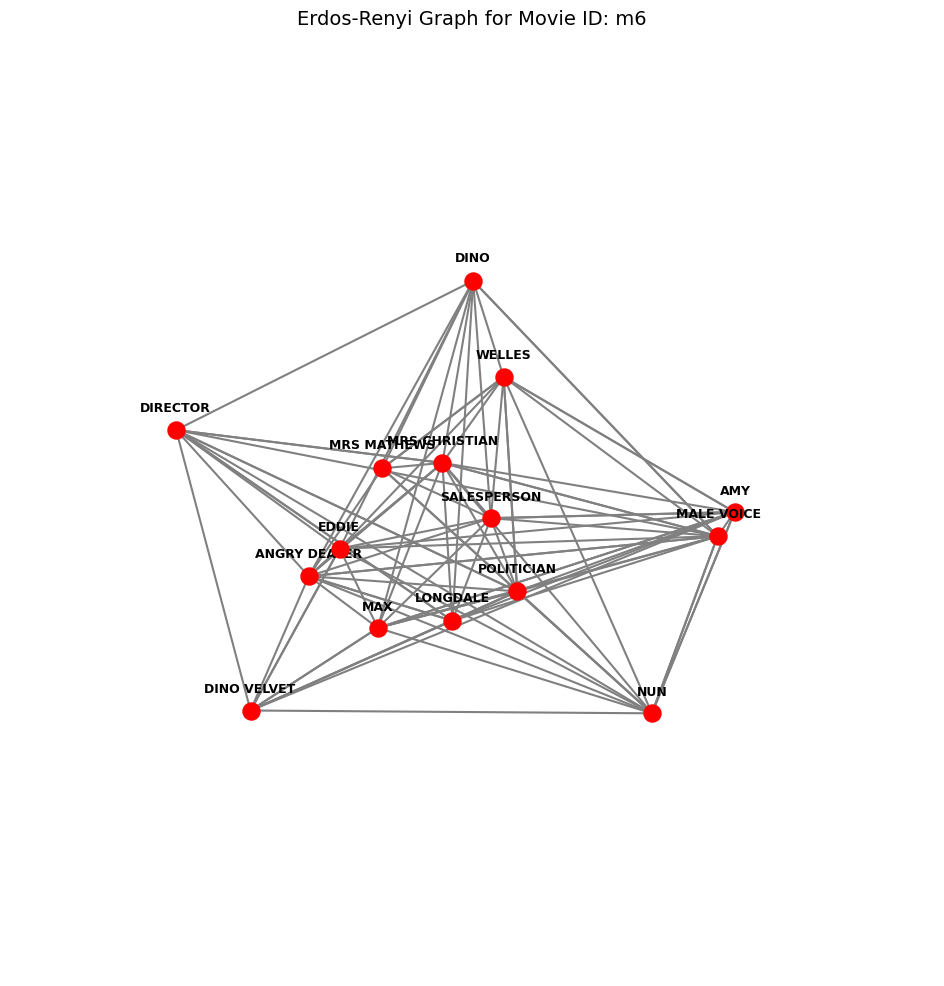 Erdos-Renyi Graph for Movie ID: m6
DINO
WELLES
DIRECTOR
MRS CHRISTIAN
MRS MATHEWS
AMY
SALESPERSON
MALE VOICE
EDDIE
ANGRY DEALER
POLITICIAN
LONGDALE
MAX
DINO VELVET
NUN